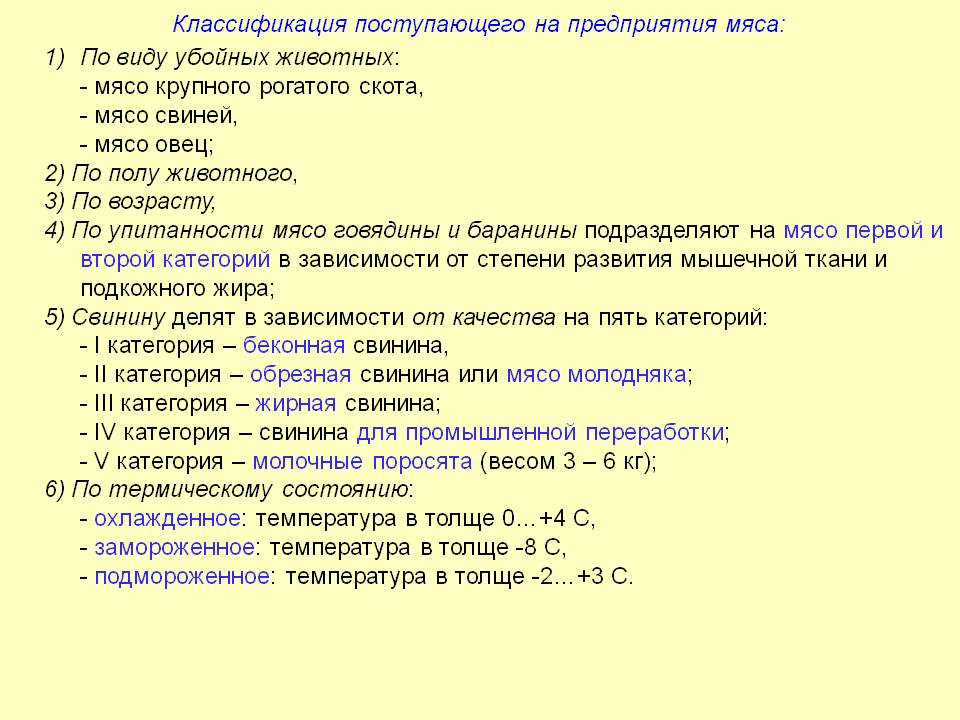 Классификация поступающего на предприятия мяса:
1) По виду убойных животных:
- мясо крупного рогатого скота,
- мясо свиней,
- мясо овец;
2) По полу животного,
3) По возрасту,
4) По упитанности мясо говядины и баранины подразделяют на мясо первой и
второй категорий в зависимости от степени развития мышечной ткани и
подкожного жира;
5) Свинину делят в зависимости от качества на пять категорий:
- I категория – беконная свинина,
- II категория – обрезная свинина или мясо молодняка;
- III категория – жирная свинина;
- IV категория – свинина для промышленной переработки;
- V категория – молочные поросята (весом 3 – 6 кг);
6) По термическому состоянию:
- охлажденное: температура в толще 0…+4 С,
- замороженное: температура в толще -8 С,
- подмороженное: температура в толще -2…+3 С.